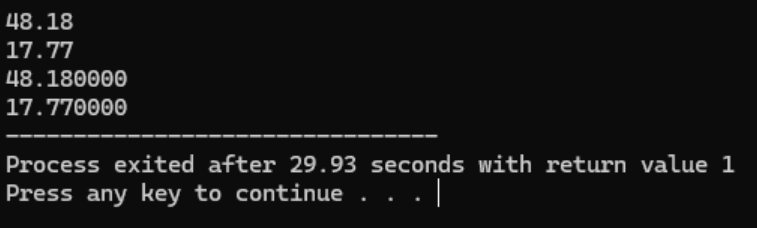 48.18
17.77
48.180000
17.770000
--------------------------------
Process exited after 29.93 seconds with return value 1
Press any key to continue . . .